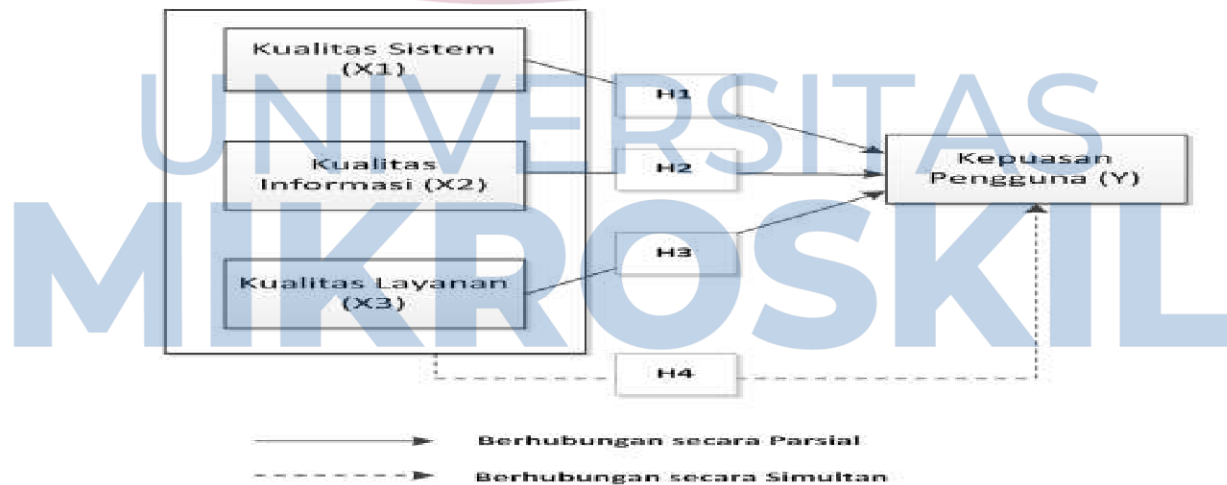 Kualitas Sistem
(X1)
H1
Kualitas
Informasi (X2)
H2
Kepuasan
Pengguna (Y)
H3
Kualitas Layanan
(X3)
H4
Berhubungan secara Parsial
Berhubungan secara Simultan
UNIVERSITAS
MIKROSKIL